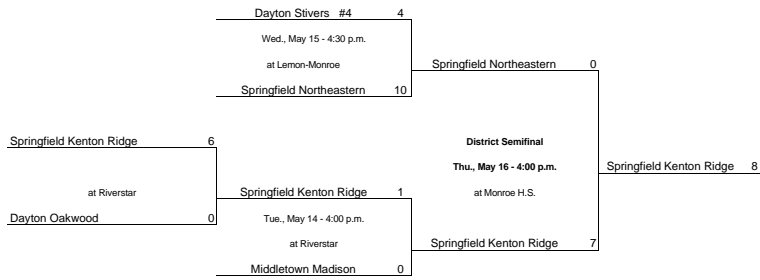 Dayton Stivers #4 4
Wed., May 15 - 4:30 p.m.
at Lemon-Monroe
Springfield Northeastern 0
Springfield Northeastern 10
Springfield Kenton Ridge 6
District Semifinal
Thu., May 16 - 4:00 p.m.
Springfield Kenton Ridge 8
at Riverstar
Springfield Kenton Ridge 1
at Monroe H.S.
Dayton Oakwood 0
Tue., May 14 - 4:00 p.m.
at Riverstar
Springfield Kenton Ridge 7
Middletown Madison 0